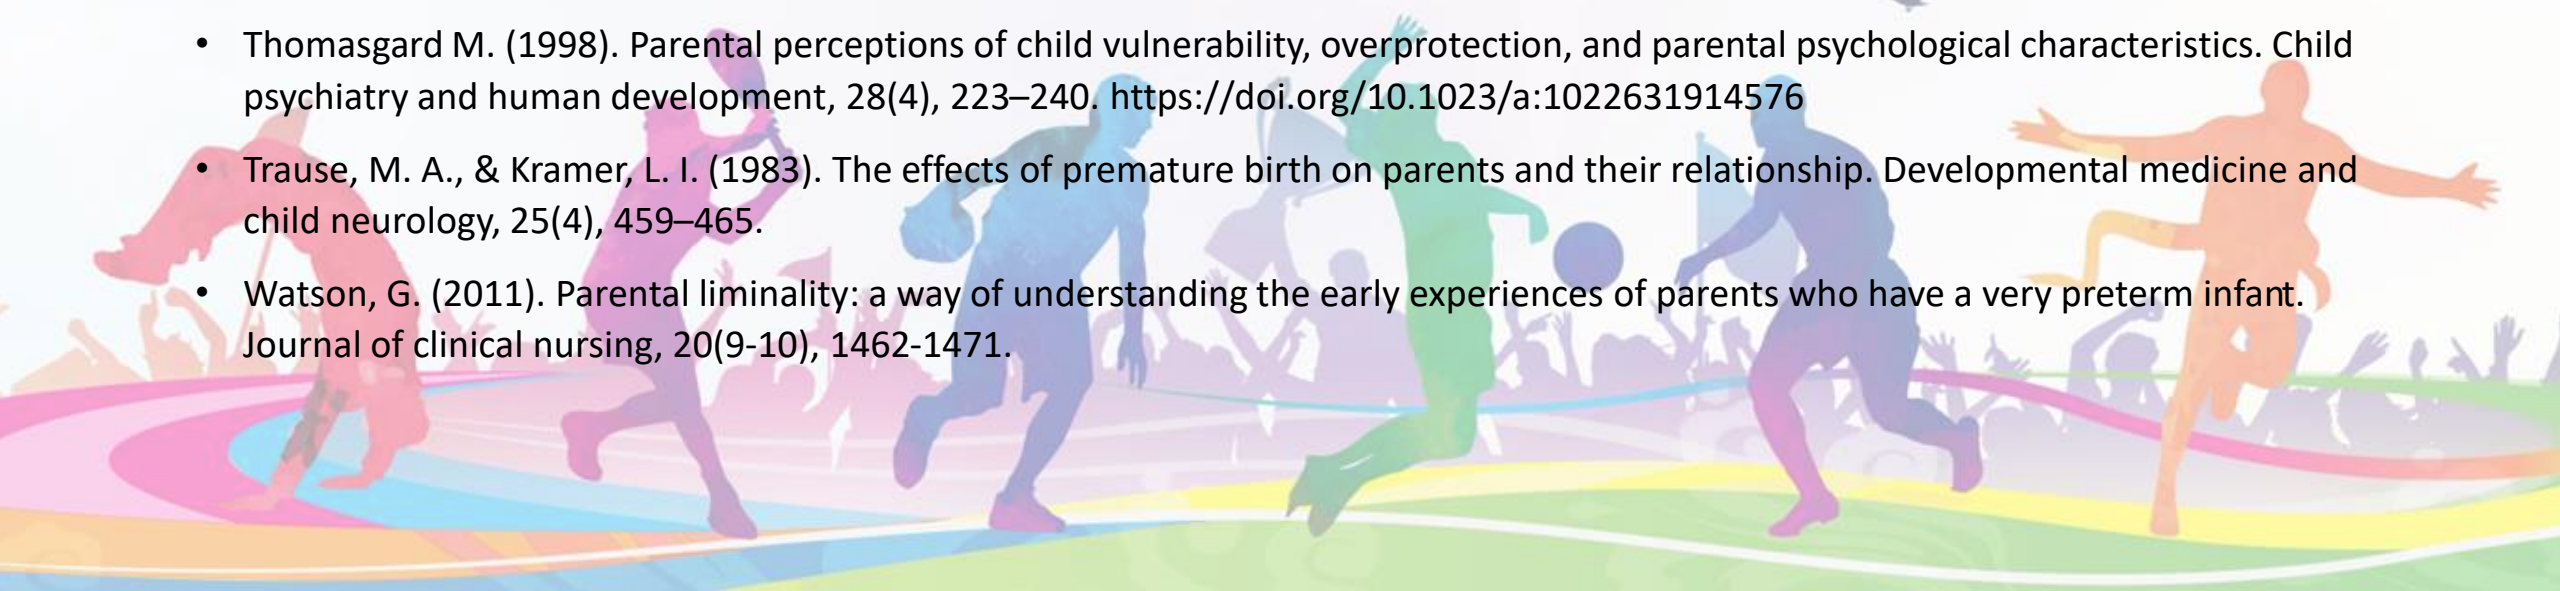 • Thomasgard M. (1998). Parental perceptions of child vulnerability, overprotection, and parental psychological characteristics. Child
psychiatry and human development, 28(4), 223–240. https://doi.org/10.1023/a:1022631914576
• Trause, M. A., & Kramer, L. I. (1983). The effects of premature birth on parents and their relationship. Developmental medicine and
child neurology, 25(4), 459–465.
• Watson, G. (2011). Parental liminality: a way of understanding the early experiences of parents who have a very preterm infant.
Journal of clinical nursing, 20(9-10), 1462-1471.